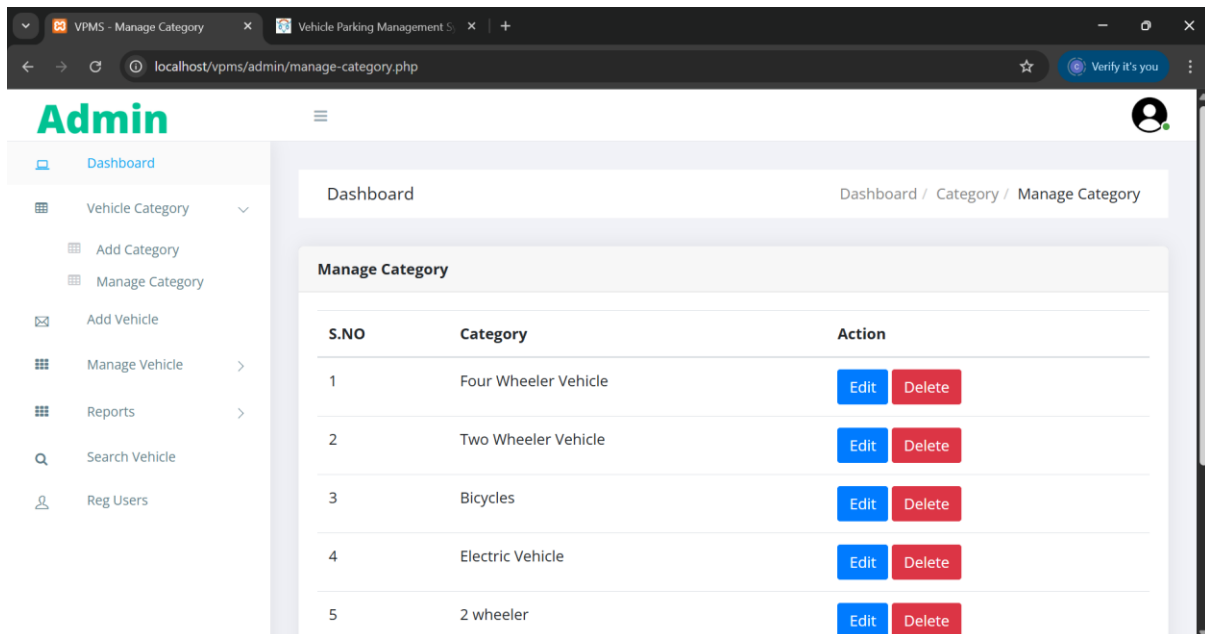 VPMS - Manage Category
Vehicle Parking Management
localhost/vpms/admin/manage-category.php
Verify it's you
Admin
Dashboard
Vehicle Category
Add Category
Manage Category
Add Vehicle
Manage Vehicle
Reports
Search Vehicle
Reg Users
Dashboard
Dashboard / Category / Manage Category
Manage Category
S.NO Category Action
1 Four Wheeler Vehicle Edit Delete
2 Two Wheeler Vehicle Edit Delete
3 Bicycles Edit Delete
4 Electric Vehicle Edit Delete
5 2 wheeler Edit Delete